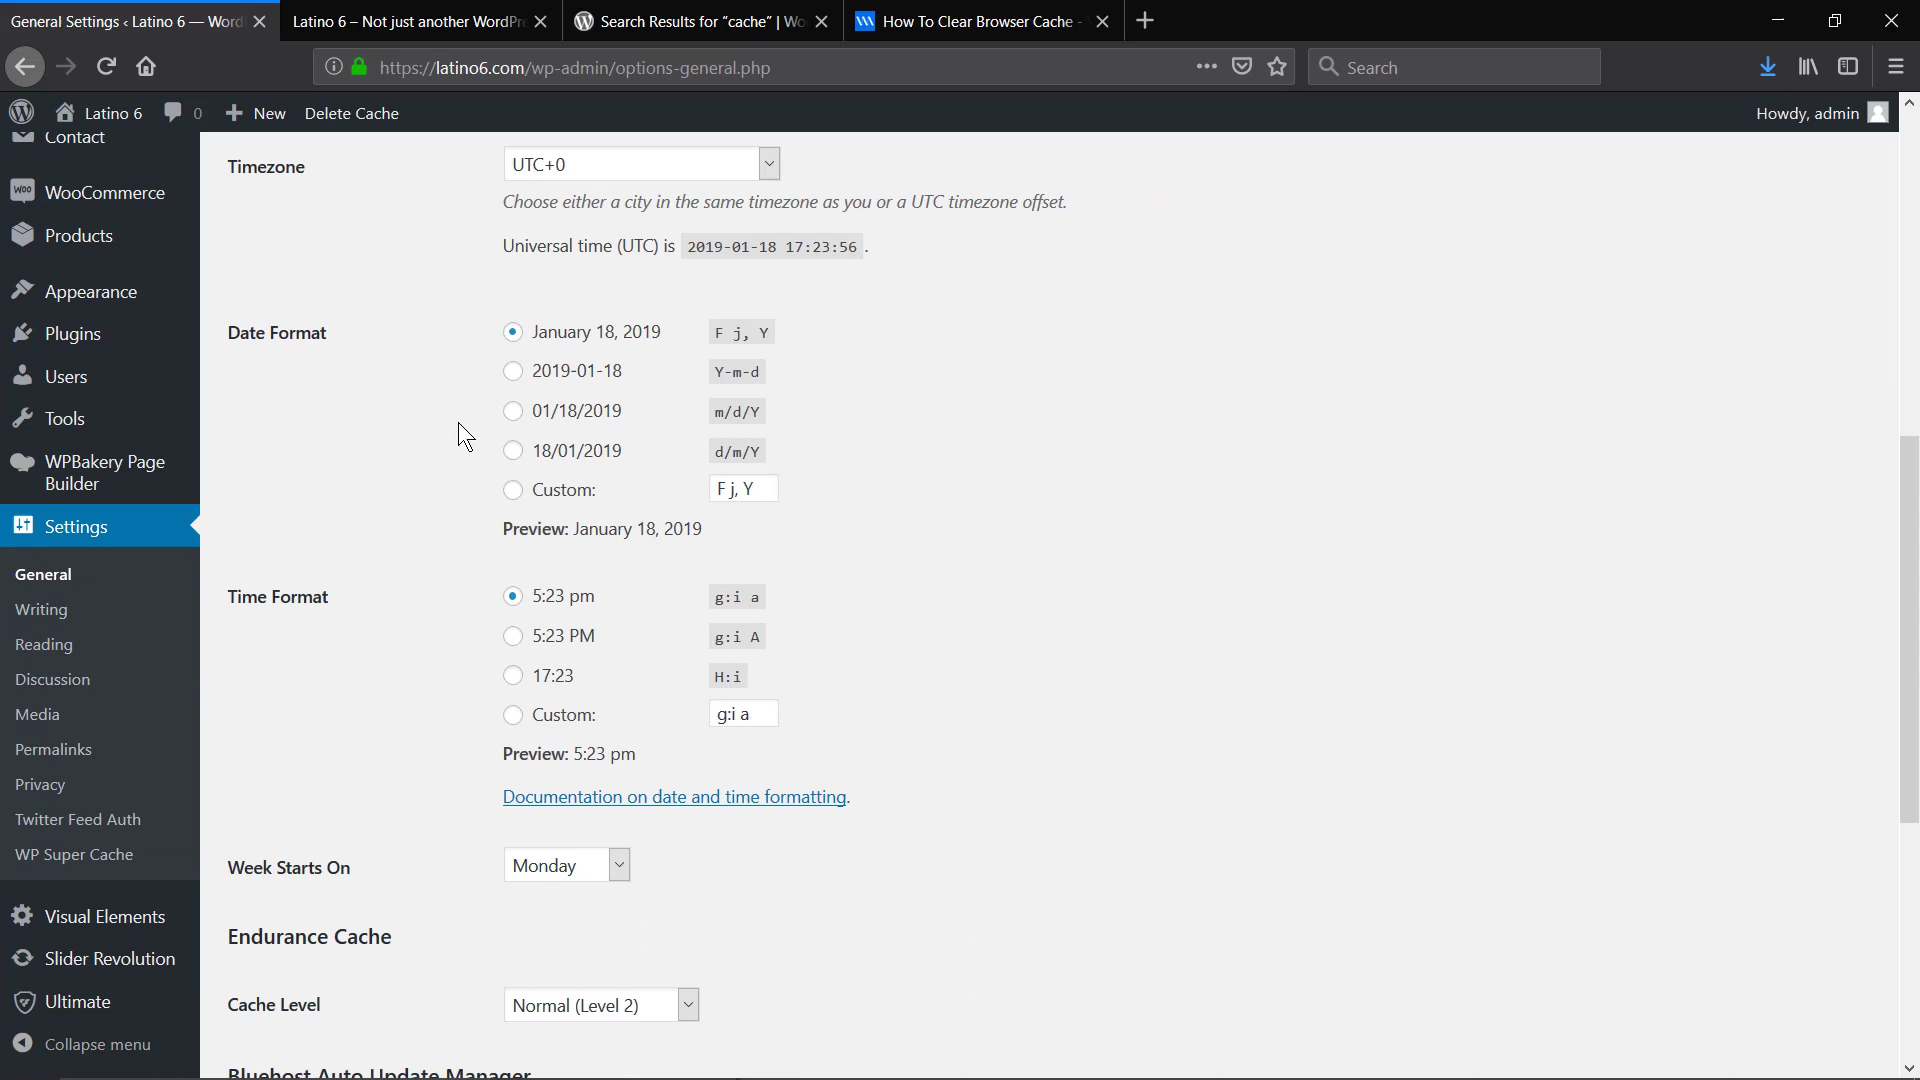 General Settings ‹ Latino 6 — Word
Latino 6 – Not just another WordPre
Search Results for “cache” | Wo
How To Clear Browser Cache -
https://latino6.com/wp-admin/options-general.php
Search
Latino 6
0
New
Delete Cache
Howdy, admin
Contact
WooCommerce
Products
Appearance
Plugins
Users
Tools
WPBakery Page
Builder
Settings
General
Writing
Reading
Discussion
Media
Permalinks
Privacy
Twitter Feed Auth
WP Super Cache
Visual Elements
Slider Revolution
Ultimate
Collapse menu
Timezone
UTC+0
Choose either a city in the same timezone as you or a UTC timezone offset.
Universal time (UTC) is 2019-01-18 17:23:56 .
Date Format
January 18, 2019 F j, Y
2019-01-18 Y-m-d
01/18/2019 m/d/Y
18/01/2019 d/m/Y
Custom: F j, Y
Preview: January 18, 2019
Time Format
5:23 pm g:i a
5:23 PM g:i A
17:23 H:i
Custom: g:i a
Preview: 5:23 pm
Documentation on date and time formatting.
Week Starts On
Monday
Endurance Cache
Cache Level
Normal (Level 2)
Bluehost Auto Update Manager